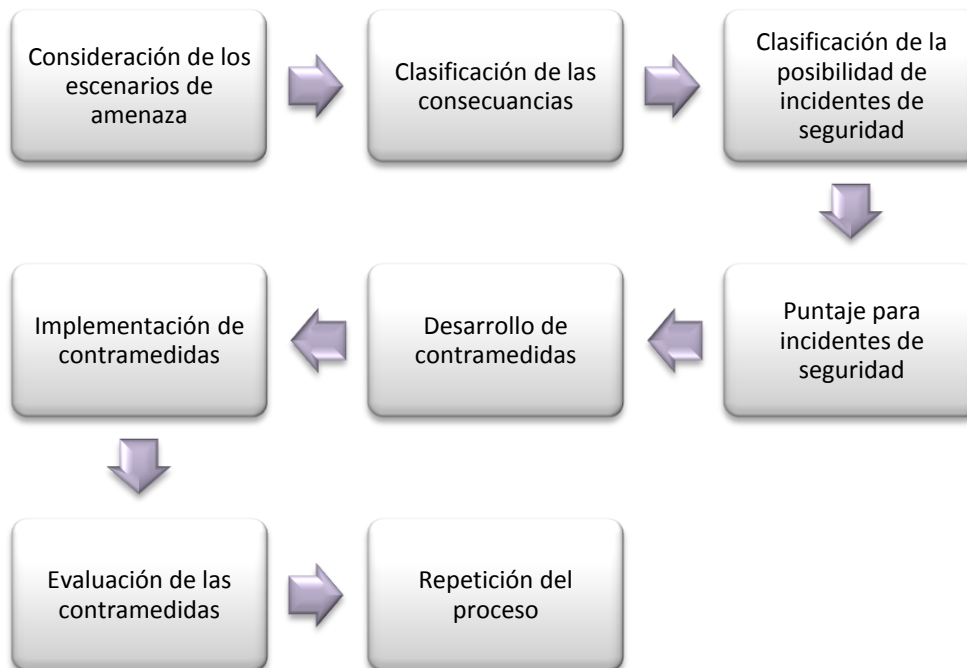 Consideración de los
escenarios de
amenaza
Clasificación de las
consecuancias
Clasificación de la
posibilidad de
incidentes de
seguridad
Puntaje para
incidentes de
seguridad
Desarrollo de
contramedidas
Implementación de
contramedidas
Evaluación de las
contramedidas
Repetición del
proceso